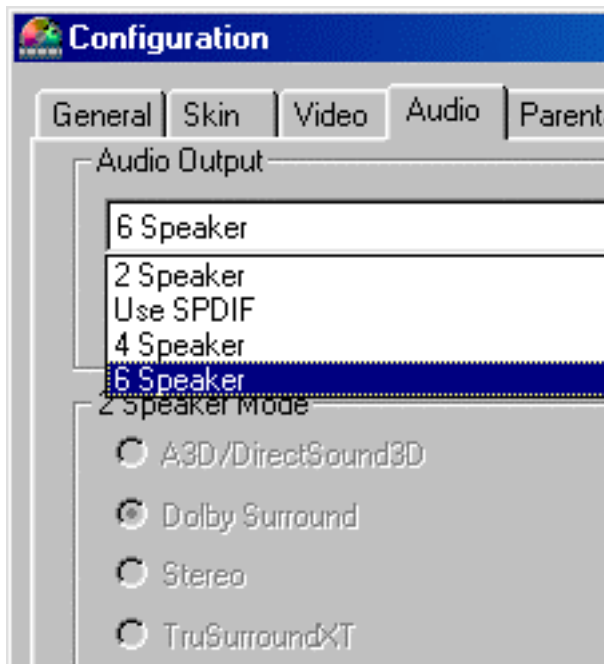 Configuration
General Skin Video Audio Parent
Audio Output
6 Speaker
2 Speaker
Use SPDIF
4 Speaker
6 Speaker
2 Speaker Mode
A3D/DirectSound3D
Dolby Surround
Stereo
TruSurroundXT